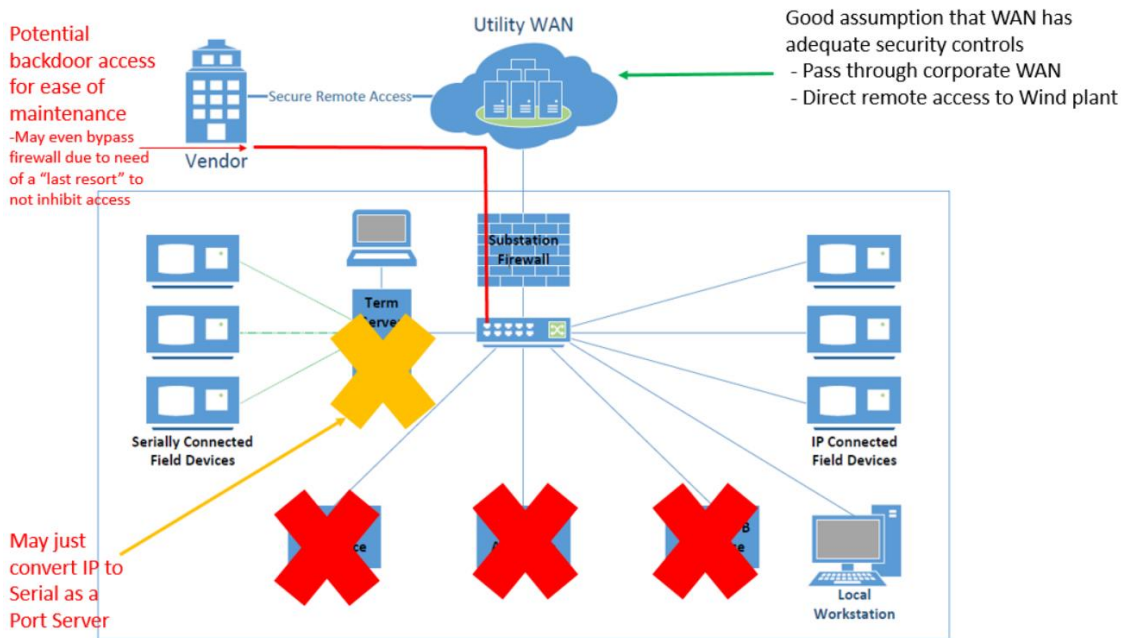 Potential
backdoor access
for ease of
maintenance
-May even bypass
firewall due to need
of a “last resort” to
not inhibit access
Utility WAN
Good assumption that WAN has
adequate security controls
- Pass through corporate WAN
- Direct remote access to Wind plant
Secure Remote Access
Vendor
Substation
Firewall
Term
Server
Serially Connected
Field Devices
IP Connected
Field Devices
May just
convert IP to
Serial as a
Port Server
Local
Workstation